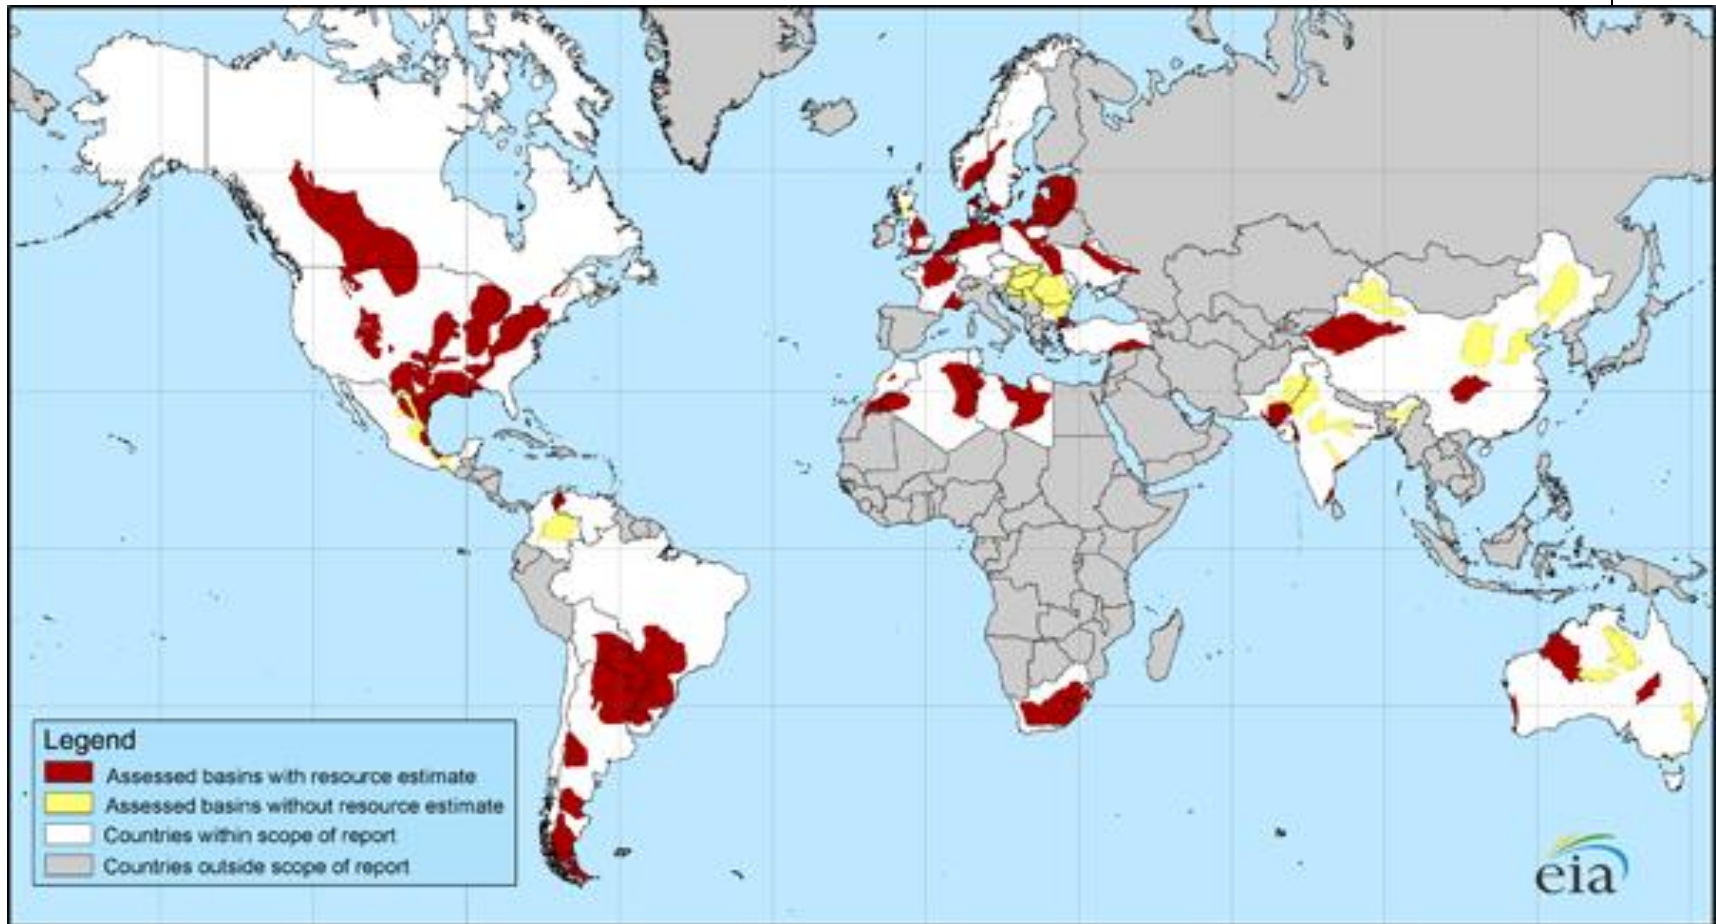 Legend
Assessed basins with resource estimate
Assessed basins without resource estimate
Countries within scope of report
Countries outside scope of report
eia